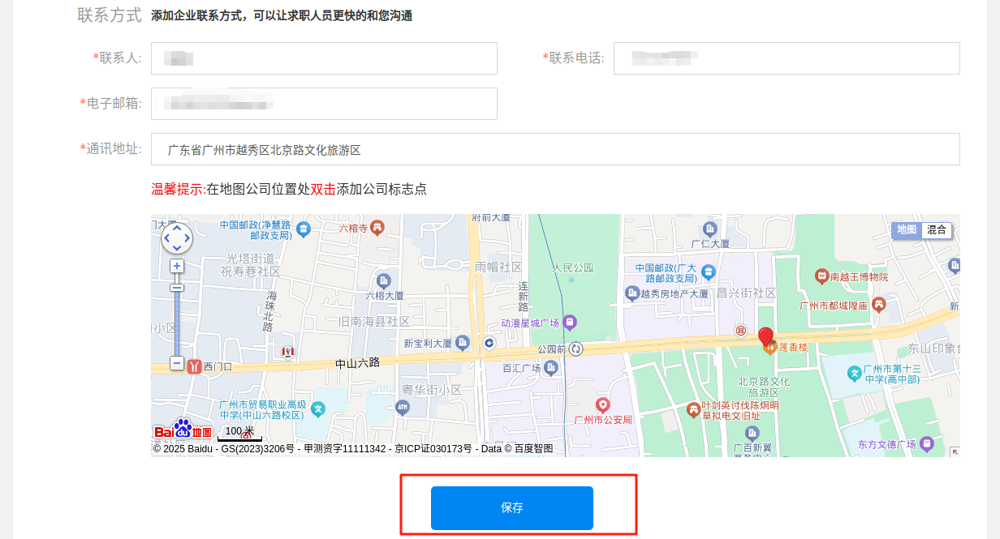 联系方式 添加企业联系方式，可以让求职人员更快的和您沟通
*联系人:
*联系电话:
*电子邮箱:
*通讯地址: 广东省广州市越秀区北京路文化旅游区
温馨提示:在地图公司位置处双击添加公司标志点
门大厦
中国邮政(净慧路
邮政支局)
六榕寺
府前大厦
广仁大厦
地图 混合
光塔街道
祝寿巷社区
雨帽社区
人民公园
中国邮政(广大
路邮政支局)
南越王博物院
海珠北路
六榕大厦
连新路
越秀房地产大厦
昌兴街社区
广州市都城隍庙
新
小区
旧南海县社区
动漫星城广场
新宝利大厦
公园前
莲香楼
东山印象台
西门口
中山六路
百汇广场
广州市第十三
中学(高中部)
粤华街小区
北京路文化
旅游区
广州市贸易职业高级
中学(中山六路校区)
ATM
广州市公安局
叶剑英讨伐陈炯明
草拟电文旧址
Bai du 地图
100 米
广百新翼
商务中心
东方文德广场
© 2025 Baidu - GS(2023)3206号 - 甲测资字11111342 - 京ICP证030173号 - Data © 百度智图
保存